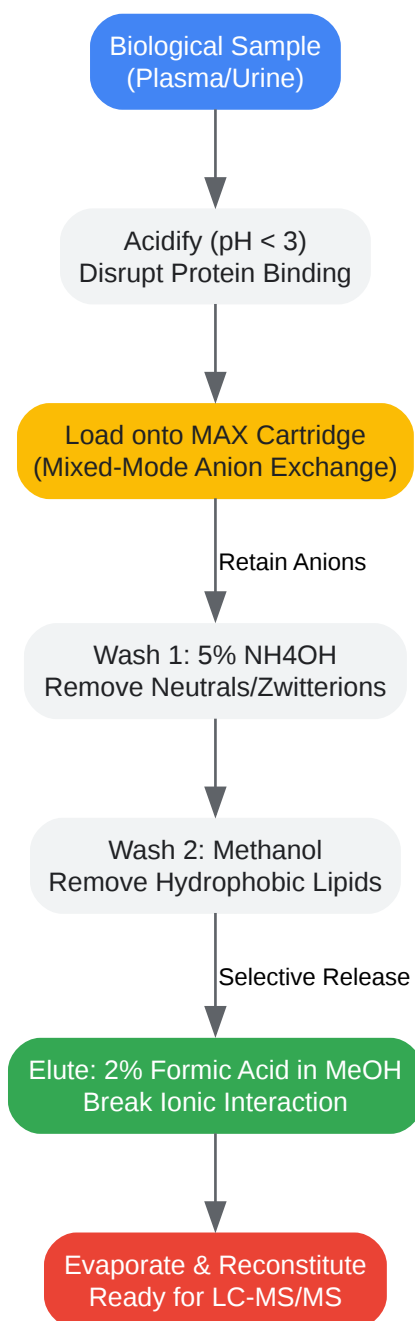 Biological Sample
(Plasma/Urine)
Acidify (pH < 3)
Disrupt Protein Binding
Load onto MAX Cartridge
(Mixed-Mode Anion Exchange)
Retain Anions
Wash 1: 5% NH4OH
Remove Neutrals/Zwitterions
Wash 2: Methanol
Remove Hydrophobic Lipids
Selective Release
Elute: 2% Formic Acid in MeOH
Break Ionic Interaction
Evaporate & Reconstitute
Ready for LC-MS/MS